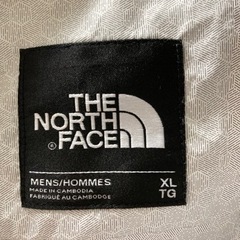 THE
NORTH
FACE
®
MENS/HOMMES
MADE IN CAMBODIA
FABRIQUÉ AU CAMBODGE
XL
TG